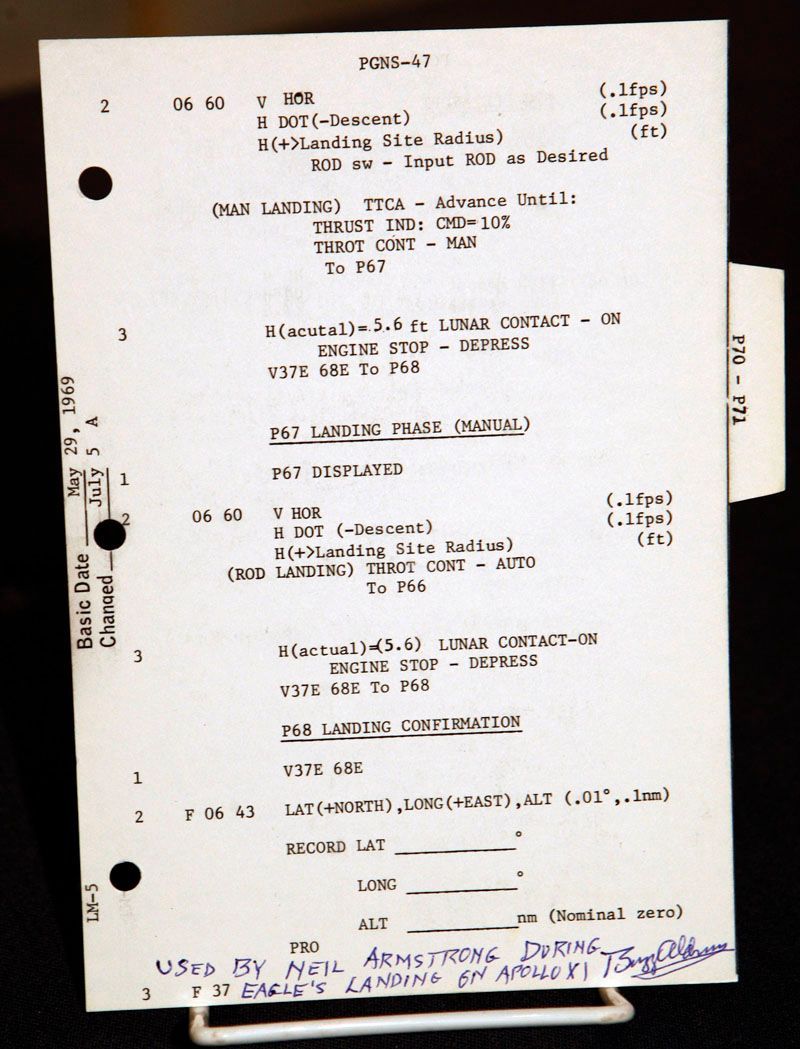 PGNS-47
2 06 60 V HOR (.1fps)
H DOT(-Descent) (.1fps)
H(+>Landing Site Radius) (ft)
ROD sw - Input ROD as Desired
(MAN LANDING) TTCA - Advance Until:
THRUST IND: CMD=10%
THROT CONT - MAN
To P67
3 H(acutal)=.5.6 ft LUNAR CONTACT - ON
ENGINE STOP - DEPRESS
V37E 68E To P68
P67 LANDING PHASE (MANUAL)
1 P67 DISPLAYED
2 06 60 V HOR (.1fps)
H DOT (-Descent) (.1fps)
H(+>Landing Site Radius) (ft)
(ROD LANDING) THROT CONT - AUTO
To P66
3 H(actual)=(5.6) LUNAR CONTACT-ON
ENGINE STOP - DEPRESS
V37E 68E To P68
P68 LANDING CONFIRMATION
1 V37E 68E
2 F 06 43 LAT(+NORTH),LONG(+EAST),ALT (.01°,.1nm)
RECORD LAT ____________°
LONG ___________°
ALT ___________nm (Nominal zero)
PRO
3 F 37
USED BY NEIL ARMSTRONG DURING
EAGLE'S LANDING ON APOLLO XI
Buzz Aldrin
Basic Date May 29, 1969
Changed July 5 A
LM-5
P70 - P71